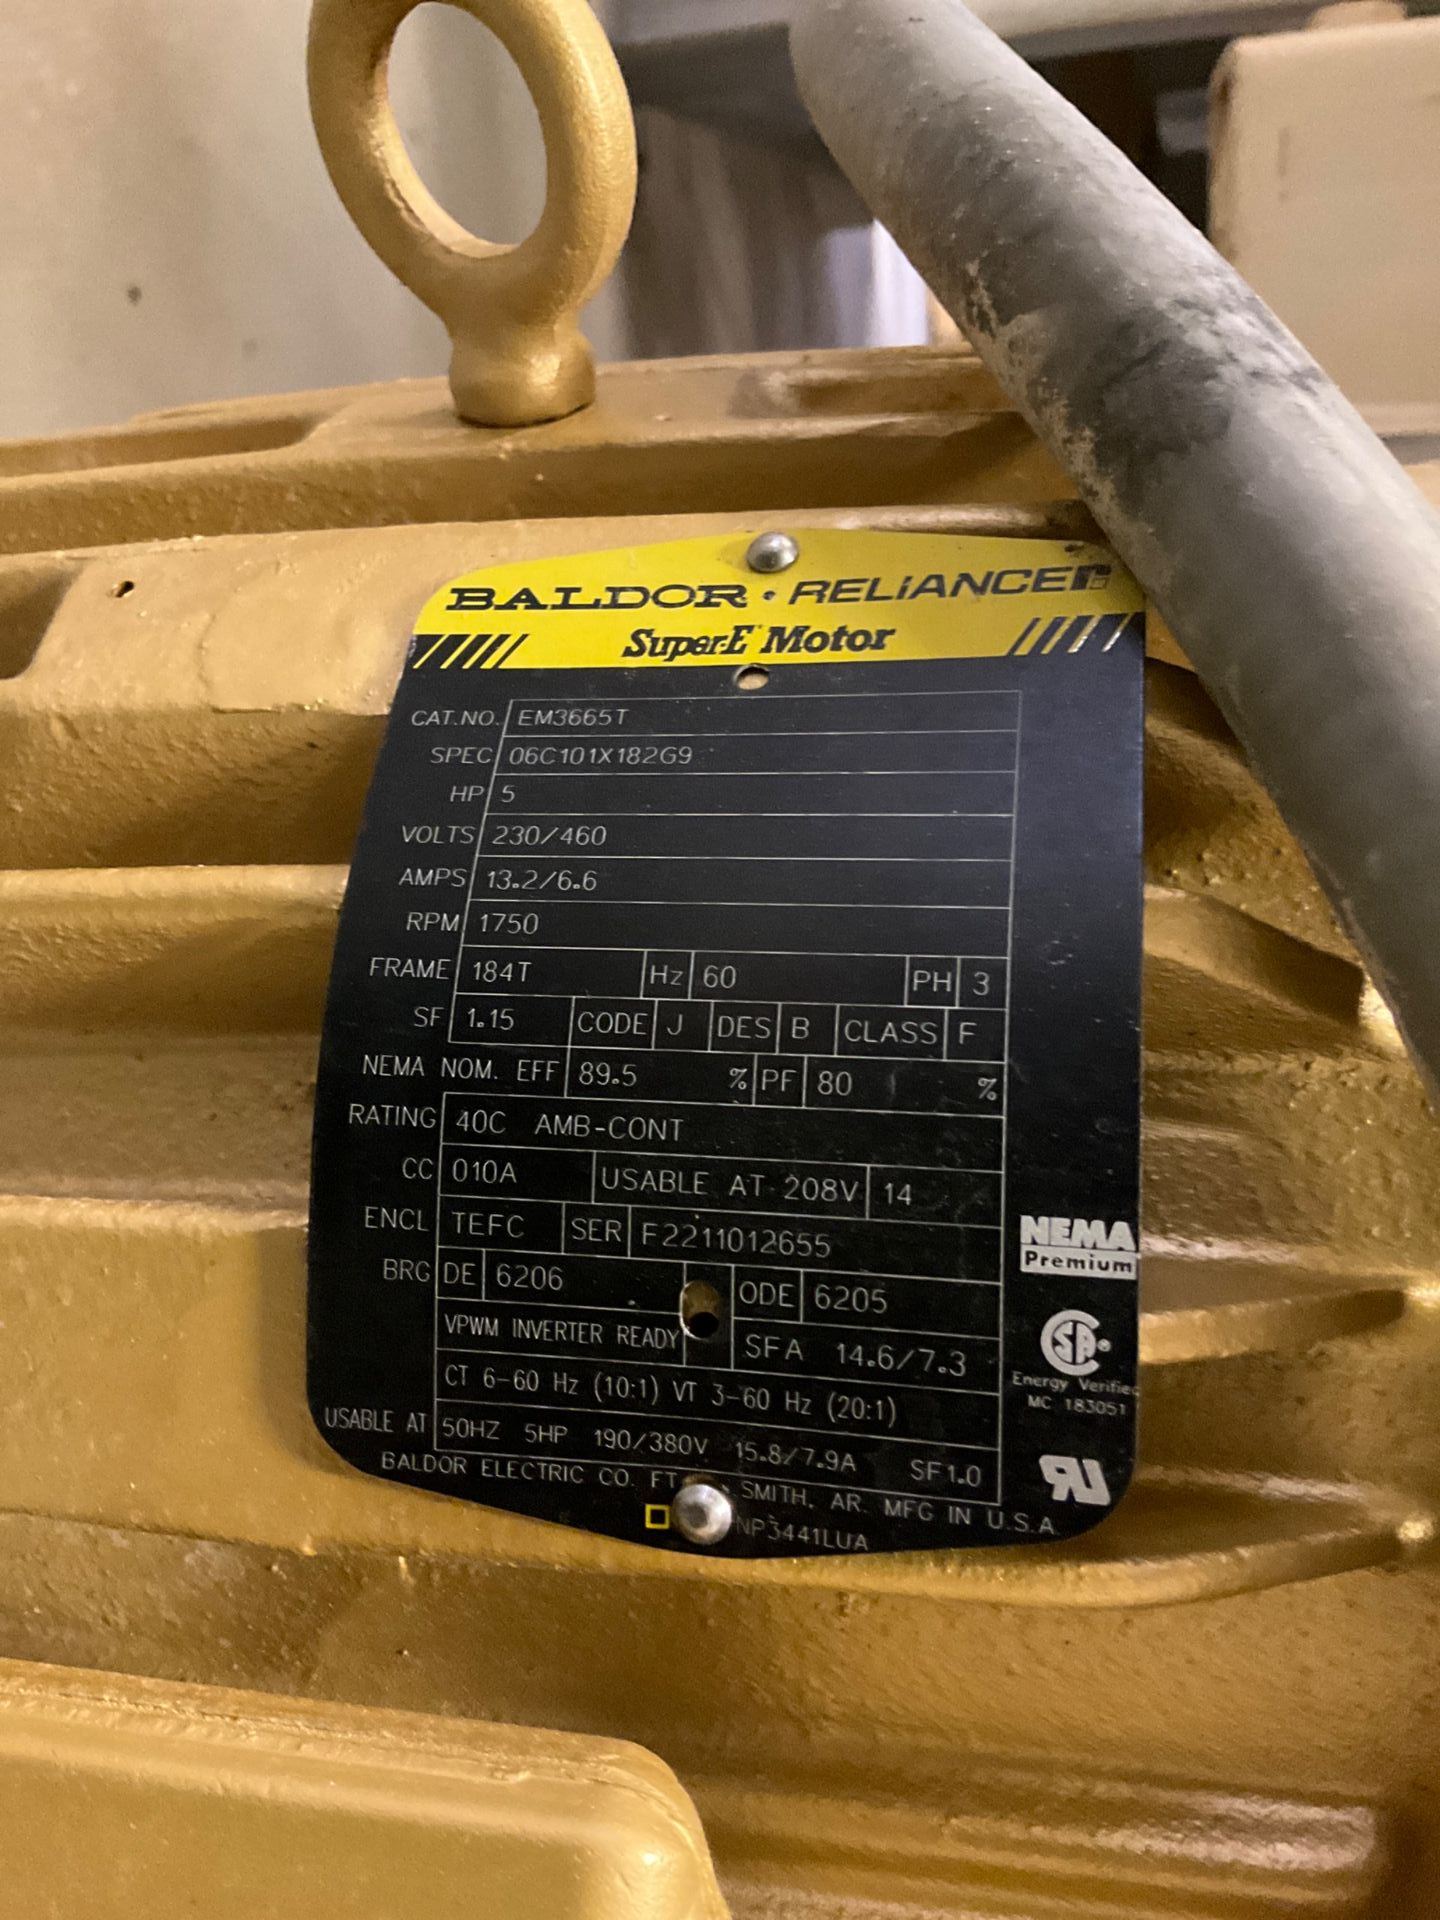 BALDOR • RELIANCE
Super-E Motor
CAT.NO. EM3665T
SPEC 06C101X182G9
HP 5
VOLTS 230/460
AMPS 13.2/6.6
RPM 1750
FRAME 184T Hz 60 PH 3
SF 1.15 CODE J DES B CLASS F
NEMA NOM. EFF 89.5 % PF 80 %
RATING 40C AMB-CONT
CC 010A USABLE AT 208V 14
ENCL TEFC SER F2211012655
BRG DE 6206 ODE 6205
VPWM INVERTER READY SFA 14.6/7.3
CT 6-60 Hz (10:1) VT 3-60 Hz (20:1)
USABLE AT 50HZ 5HP 190/380V 15.8/7.9A SF1.0
BALDOR ELECTRIC CO. FT SMITH, AR. MFG IN U.S.A
NP3441LUA
NEMA
Premium
SA
Energy Verified
MC 183051